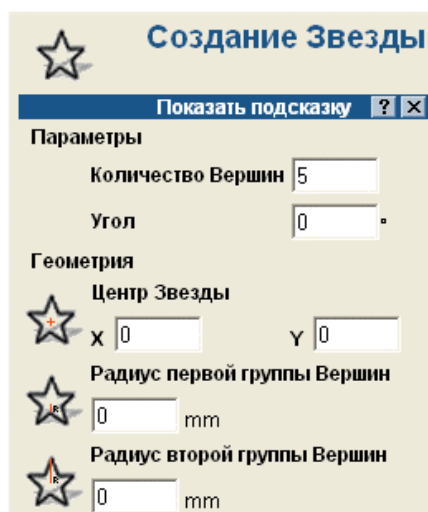 Создание Звезды
Показать подсказку ? ×
Параметры
Количество Вершин 5
Угол 0 °
Геометрия
Центр Звезды
X 0 Y 0
Радиус первой группы Вершин
R 0 mm
Радиус второй группы Вершин
R 0 mm